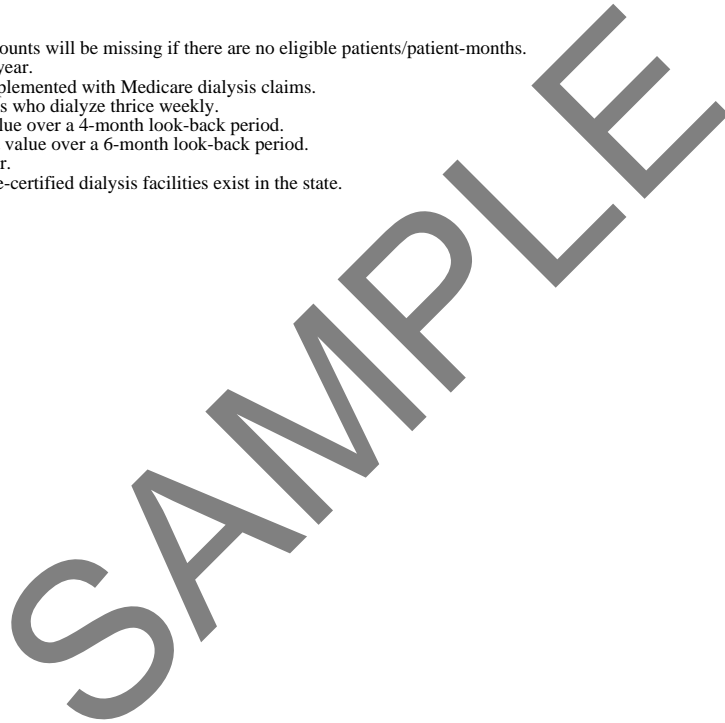 ounts will be missing if there are no eligible patients/patient-months.
year.
plemented with Medicare dialysis claims.
s who dialyze thrice weekly.
lue over a 4-month look-back period.
value over a 6-month look-back period.
r.
e-certified dialysis facilities exist in the state.
SAMPLE